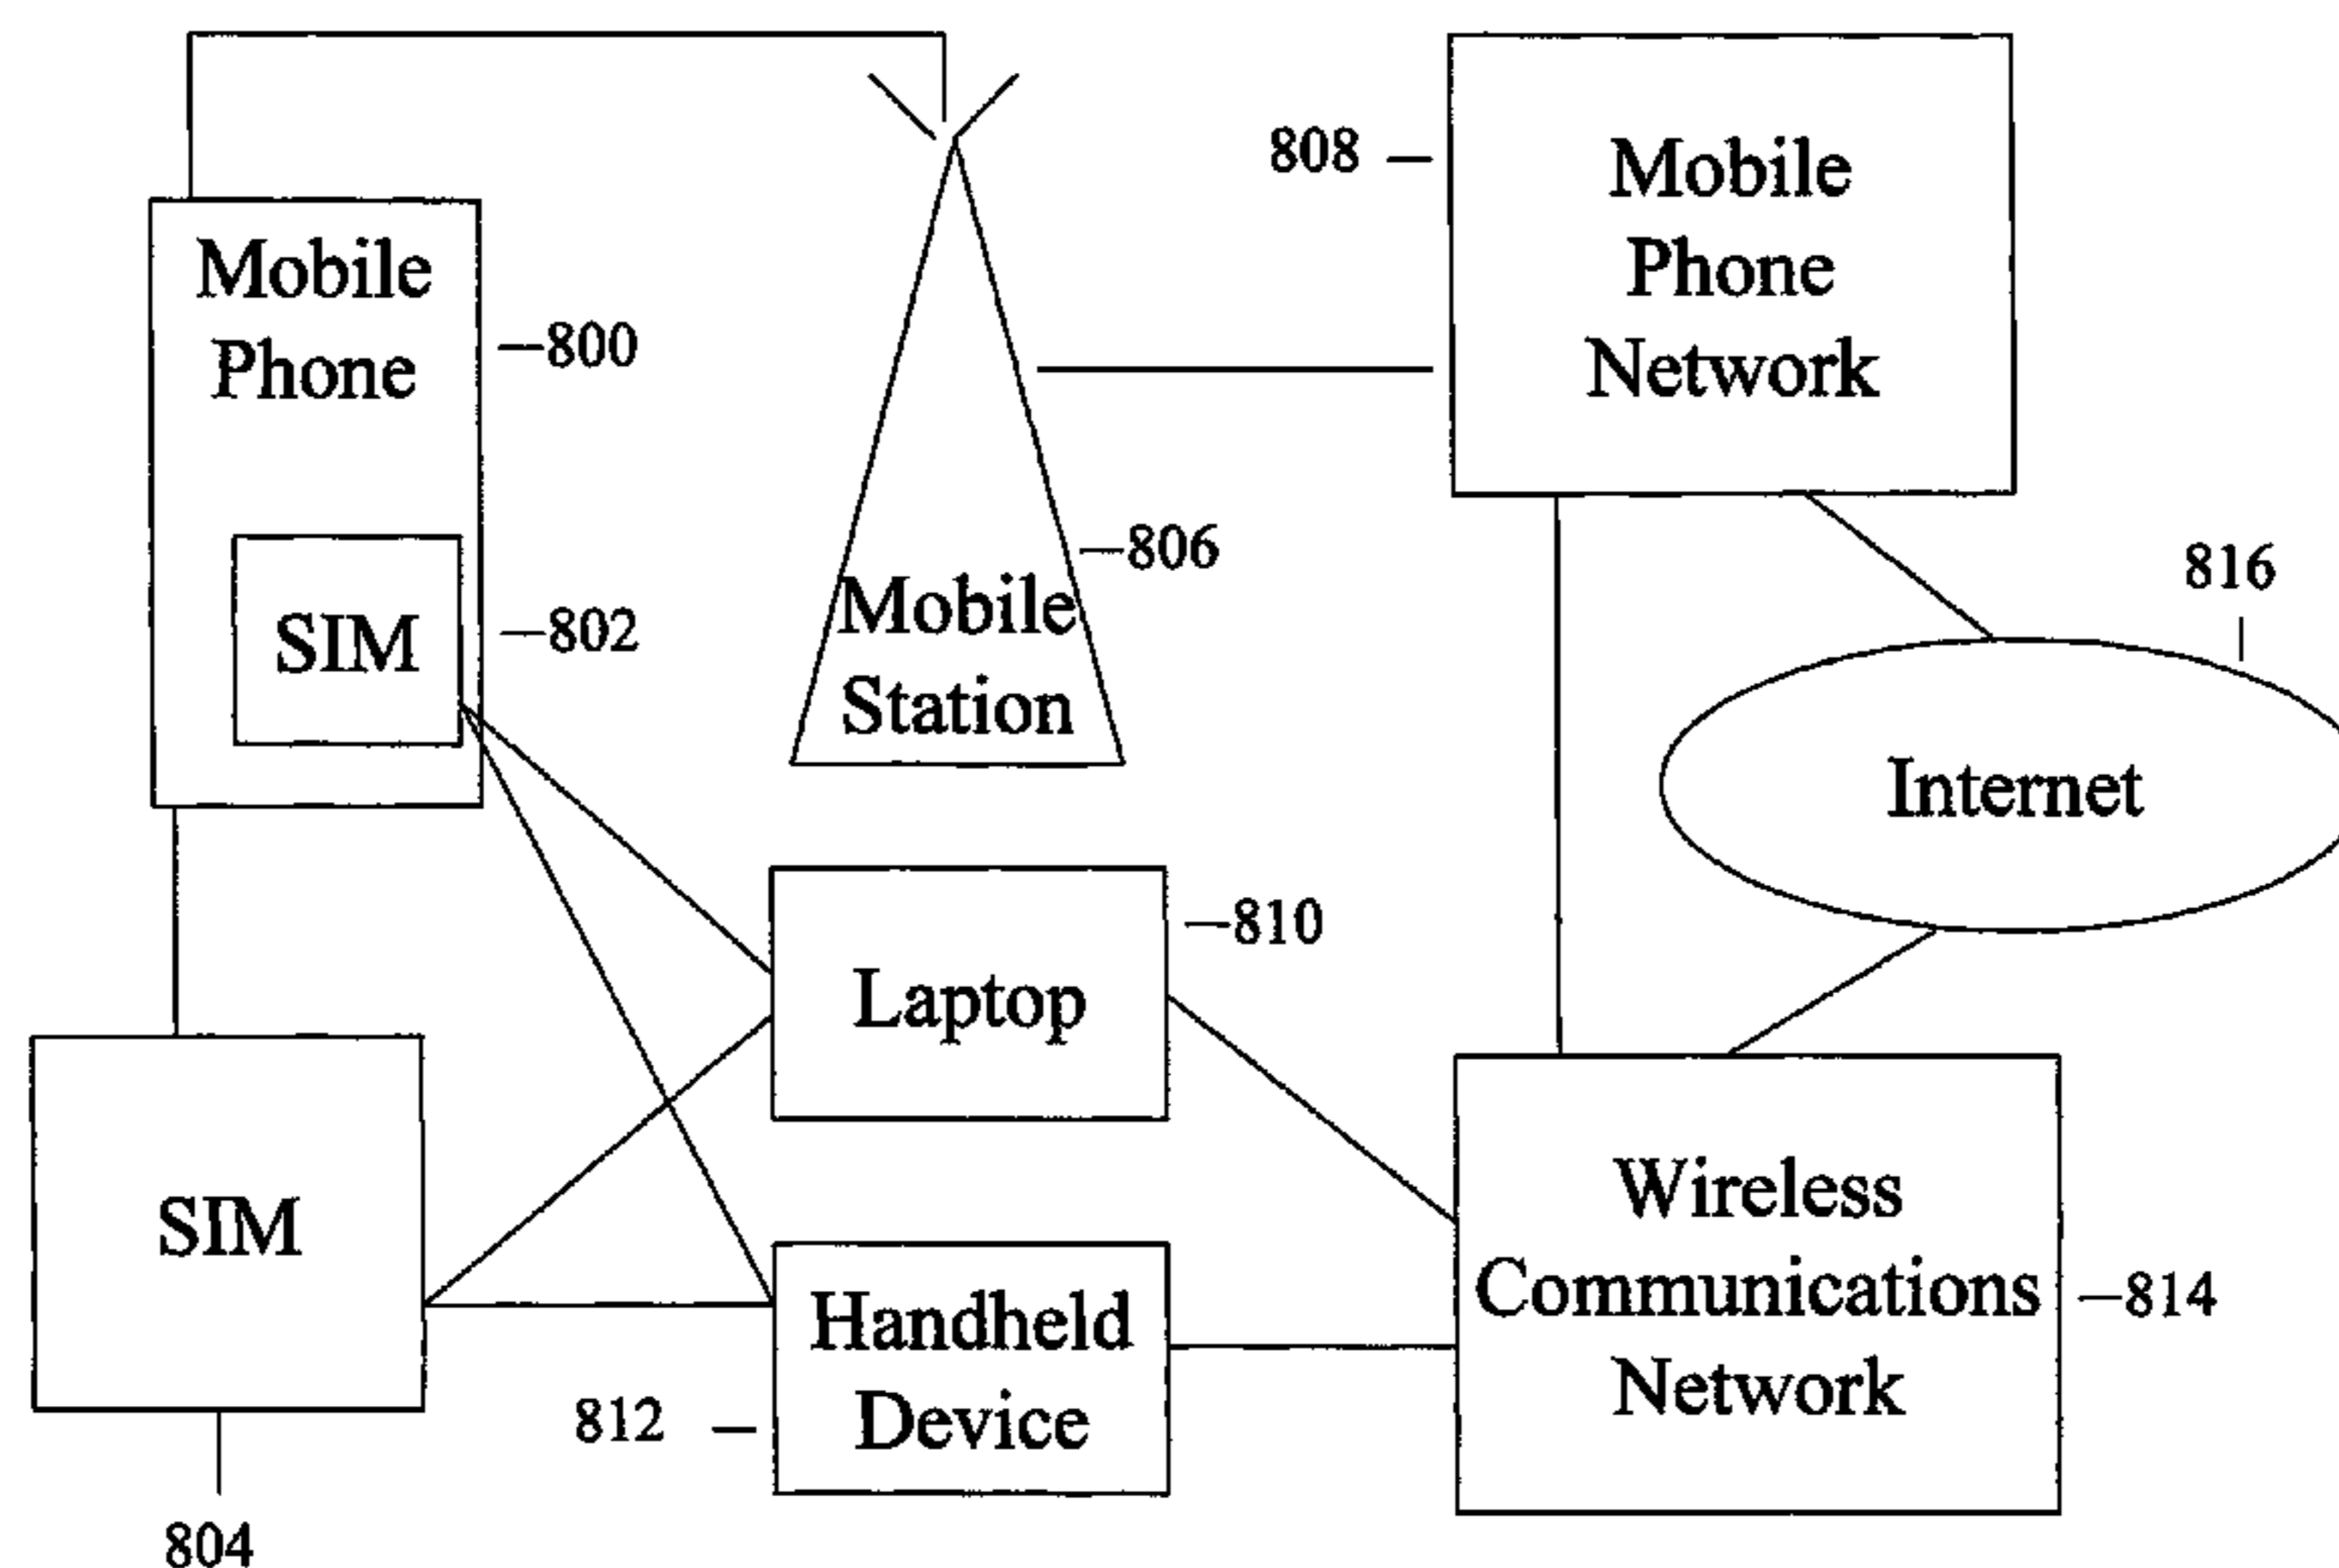 Mobile
Phone
800
SIM
802
806
Mobile
Station
808
Mobile
Phone
Network
816
Internet
810
Laptop
SIM
804
812
Handheld
Device
Wireless
Communications
Network
814